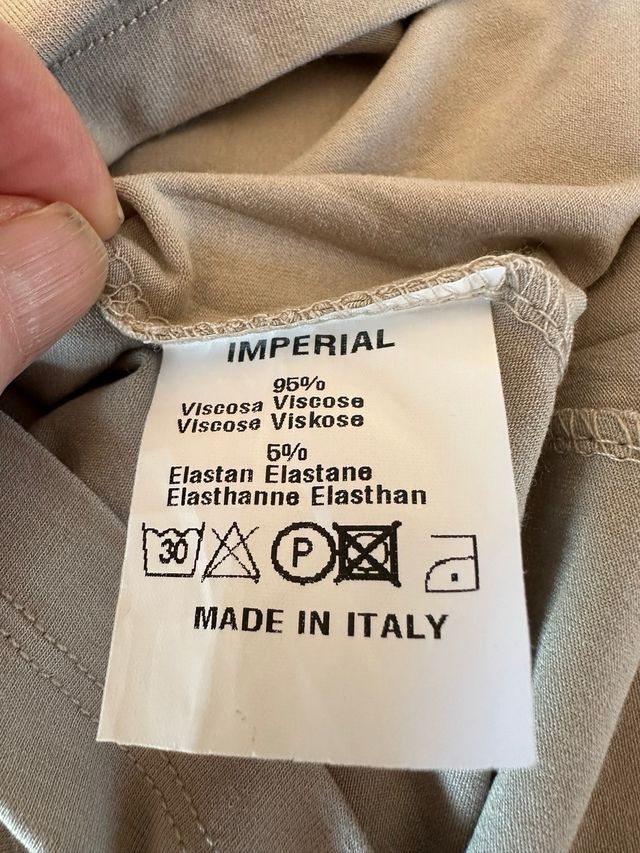 IMPERIAL
95%
Viscosa Viscose
Viscose Viskose
5%
Elastan Elastane
Elasthanne Elasthan
30 P
MADE IN ITALY